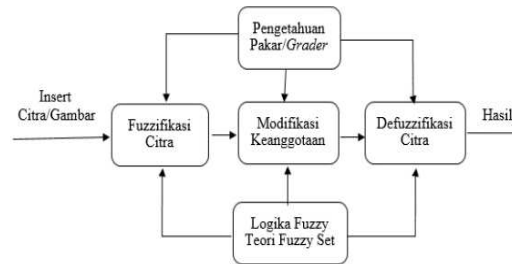 Pengetahuan
Pakar/Grader
Insert
Citra/Gambar
Fuzzifikasi
Citra
Modifikasi
Keanggotaan
Defuzzifikasi
Citra
Hasil
Logika Fuzzy
Teori Fuzzy Set